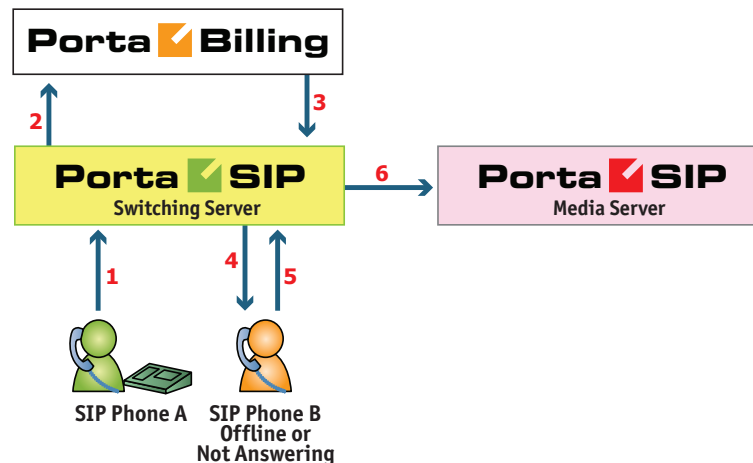 Porta Billing
2
3
Porta SIP
Switching Server
6
Porta SIP
Media Server
1
4
5
SIP Phone A
SIP Phone B
Offline or
Not Answering